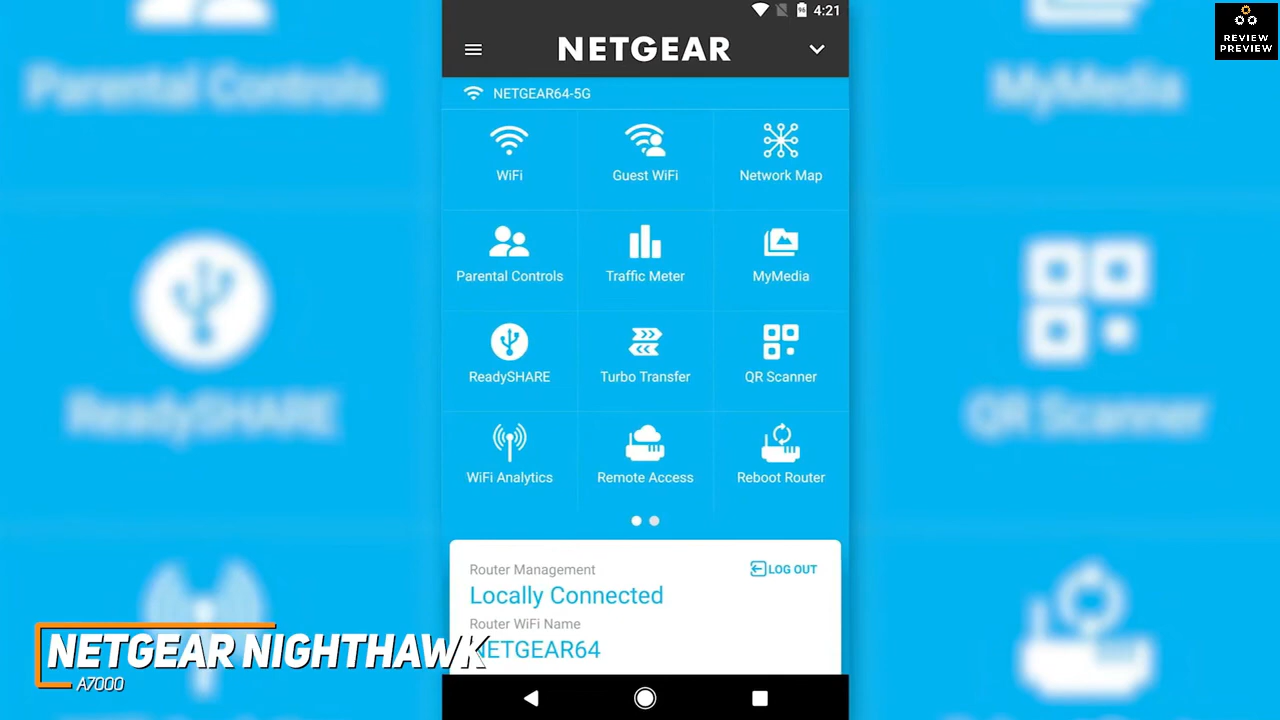 4:21
96
NETGEAR
REVIEW
PREVIEW
NETGEAR64-5G
WiFi
Guest WiFi
Network Map
Parental Controls
MyMedia
Parental Controls
Traffic Meter
MyMedia
ReadySHARE
Turbo Transfer
QR Scanner
ReadySHARE
QR Scanner
WiFi Analytics
Remote Access
Reboot Router
Router Management
LOG OUT
Locally Connected
Router WiFi Name
NETGEAR64
NETGEAR NIGHTHAWK
A7000